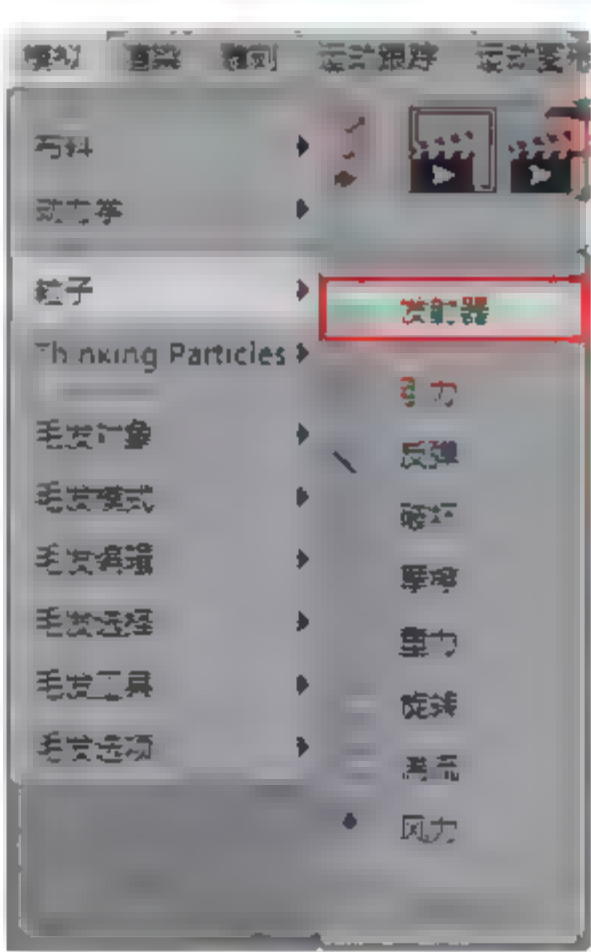 模拟 渲染 雕刻 运动跟踪
布料
动力学
粒子
Thinking Particles
毛发对象
毛发模式
毛发编辑
毛发选择
毛发工具
毛发选项
发射器
引力
反弹
破坏
摩擦
重力
旋转
湍流
风力